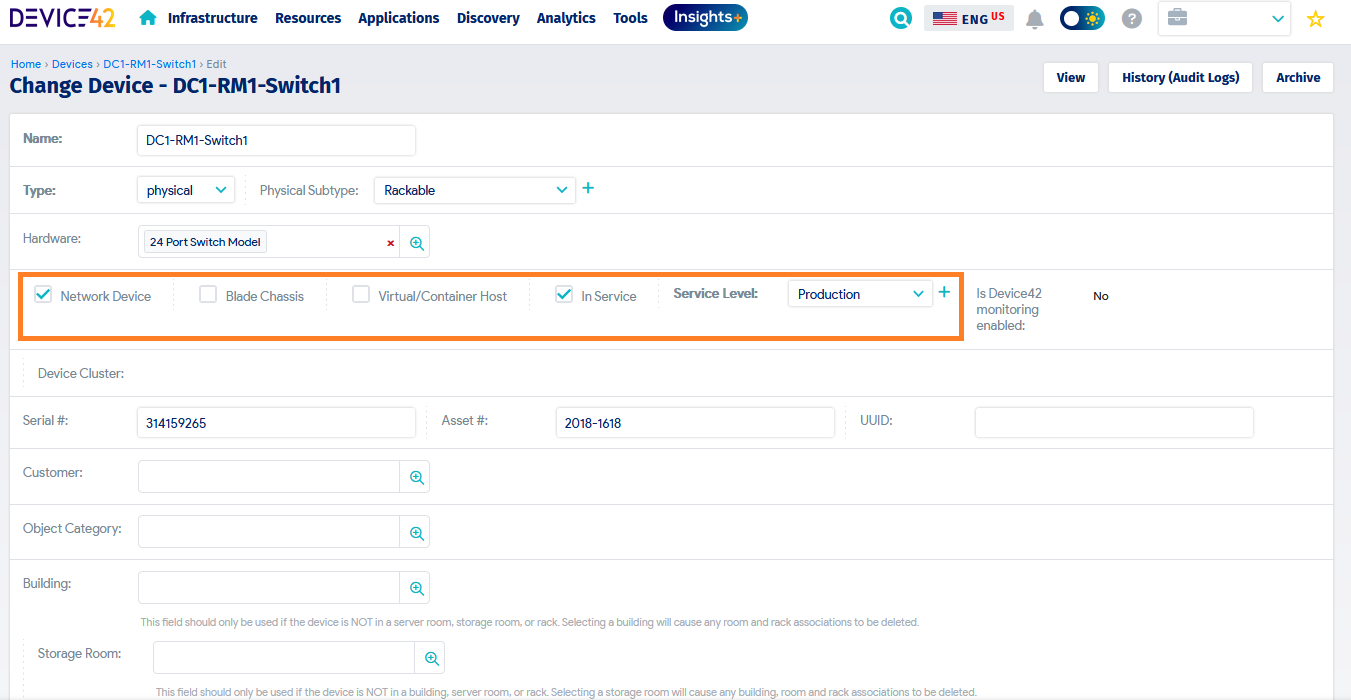 DEVICE42 Infrastructure Resources Applications Discovery Analytics Tools Insights+ ENG US ?
Home › Devices › DC1-RM1-Switch1 › Edit
Change Device - DC1-RM1-Switch1
View History (Audit Logs) Archive
Name: DC1-RM1-Switch1
Type: physical Physical Subtype: Rackable +
Hardware: 24 Port Switch Model ×
Network Device Blade Chassis Virtual/Container Host In Service Service Level: Production +
Is Device42
monitoring
enabled:
No
Device Cluster:
Serial #: 314159265 Asset #: 2018-1618 UUID:
Customer:
Object Category:
Building:
This field should only be used if the device is NOT in a server room, storage room, or rack. Selecting a building will cause any room and rack associations to be deleted.
Storage Room:
This field should only be used if the device is NOT in a building, server room, or rack. Selecting a storage room will cause any building, room and rack associations to be deleted.